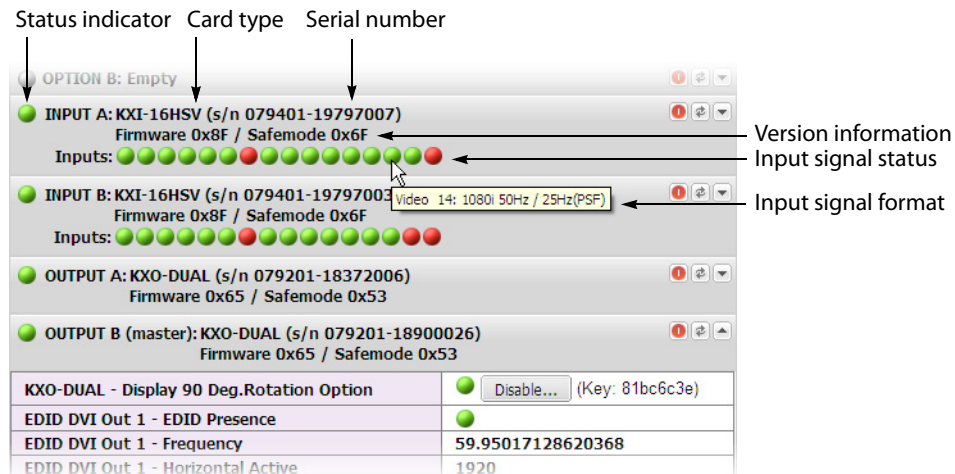 Status indicator Card type Serial number
OPTION B: Empty
INPUT A: KXI-16HSV (s/n 079401-19797007)
Firmware 0x8F / Safemode 0x6F
Version information
Inputs:
Input signal status
INPUT B: KXI-16HSV (s/n 079401-19797003
Video 14: 1080i 50Hz / 25Hz(PSF)
Input signal format
Firmware 0x8F / Safemode 0x6F
Inputs:
OUTPUT A: KXO-DUAL (s/n 079201-18372006)
Firmware 0x65 / Safemode 0x53
OUTPUT B (master): KXO-DUAL (s/n 079201-18900026)
Firmware 0x65 / Safemode 0x53
KXO-DUAL - Display 90 Deg.Rotation Option Disable... (Key: 81bc6c3e)
EDID DVI Out 1 - EDID Presence
EDID DVI Out 1 - Frequency 59.95017128620368
EDID DVI Out 1 - Horizontal Active 1920